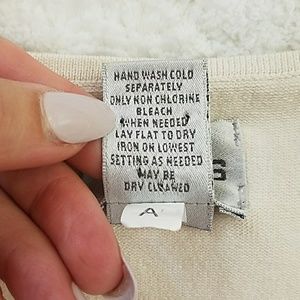 HAND WASH COLD
SEPARATELY
ONLY NON CHLORINE
BLEACH
WHEN NEEDED
LAY FLAT TO DRY
IRON ON LOWEST
SETTING AS NEEDED
MAY BE
DRY CLEANED
A